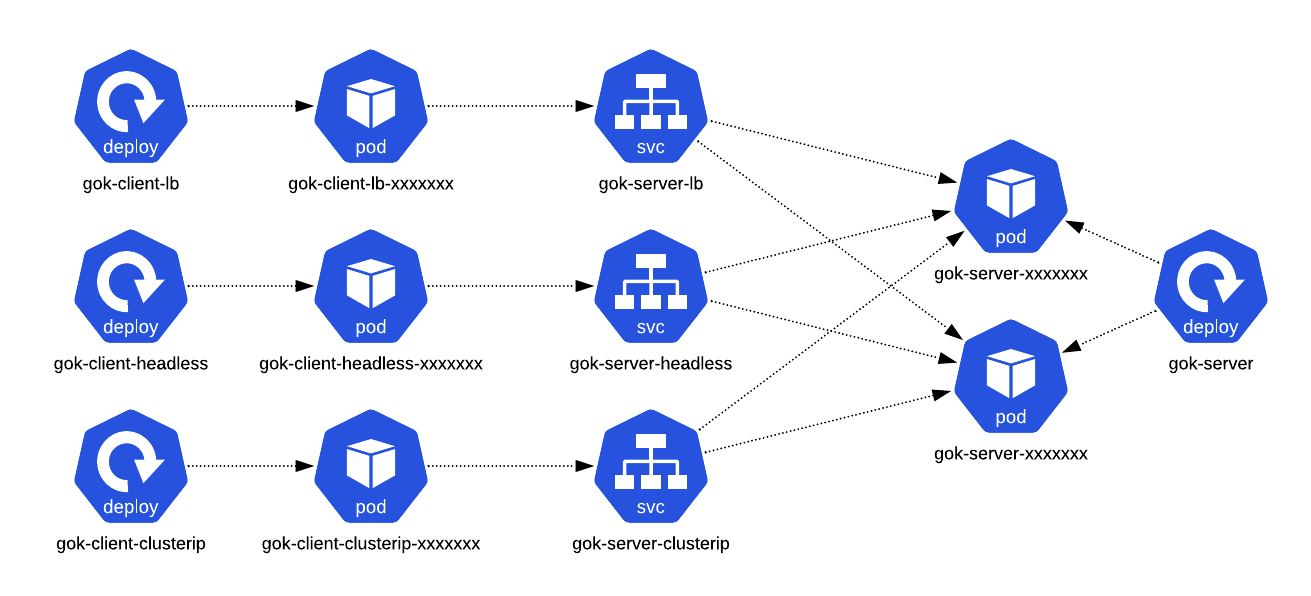 deploy
gok-client-lb
pod
gok-client-lb-xxxxxxx
svc
gok-server-lb
pod
gok-server-xxxxxxx
deploy
gok-client-headless
pod
gok-client-headless-xxxxxxx
svc
gok-server-headless
deploy
gok-server
pod
gok-server-xxxxxxx
deploy
gok-client-clusterip
pod
gok-client-clusterip-xxxxxxx
svc
gok-server-clusterip